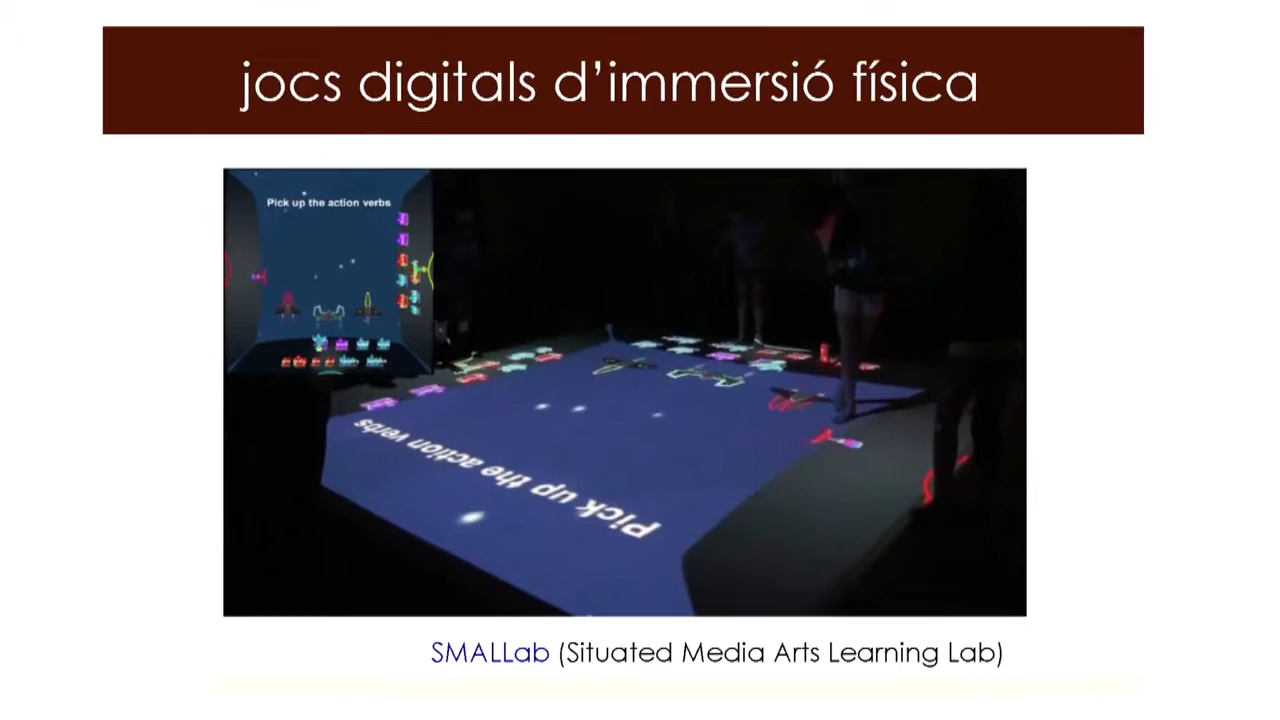 jocs digitals d’immersió física
Pick up the action verbs
Pick up the action verbs
SMALLab (Situated Media Arts Learning Lab)